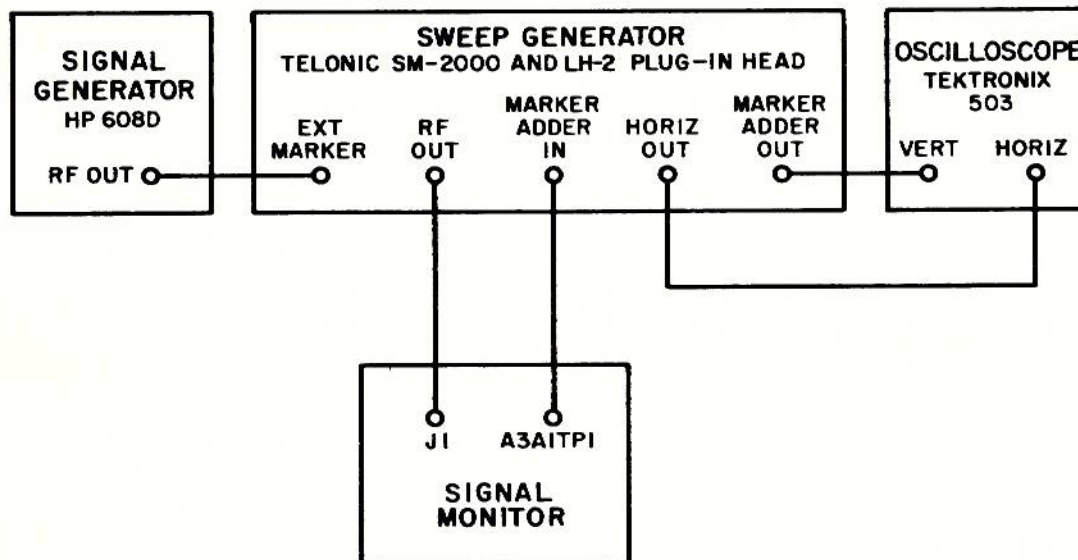 SIGNAL
GENERATOR
HP 608D
RF OUT
SWEEP GENERATOR
TELONIC SM-2000 AND LH-2 PLUG-IN HEAD
EXT
MARKER
RF
OUT
MARKER
ADDER
IN
HORIZ
OUT
MARKER
ADDER
OUT
OSCILLOSCOPE
TEKTRONIX
503
VERT
HORIZ
J1
A3A1TP1
SIGNAL
MONITOR